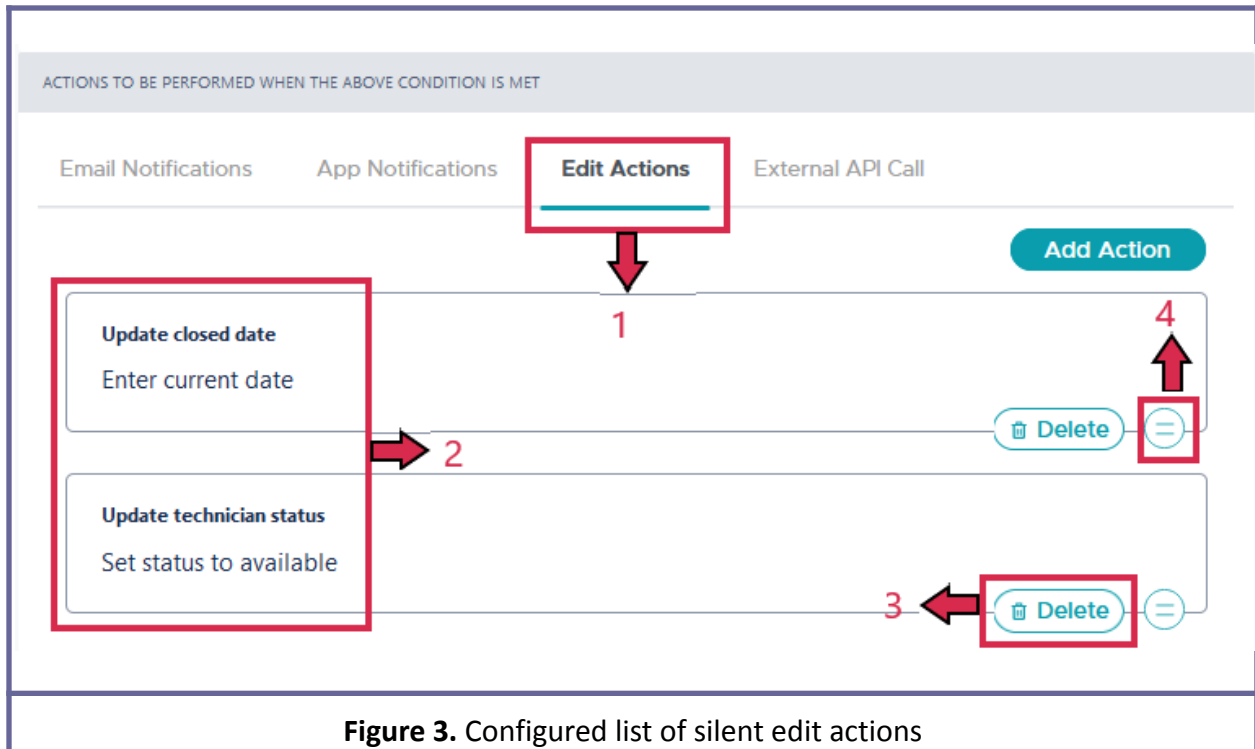 ACTIONS TO BE PERFORMED WHEN THE ABOVE CONDITION IS MET
Email Notifications App Notifications Edit Actions External API Call
Add Action
1
4
Update closed date
Enter current date
Delete
2
Update technician status
Set status to available
3
Delete
Figure 3. Configured list of silent edit actions